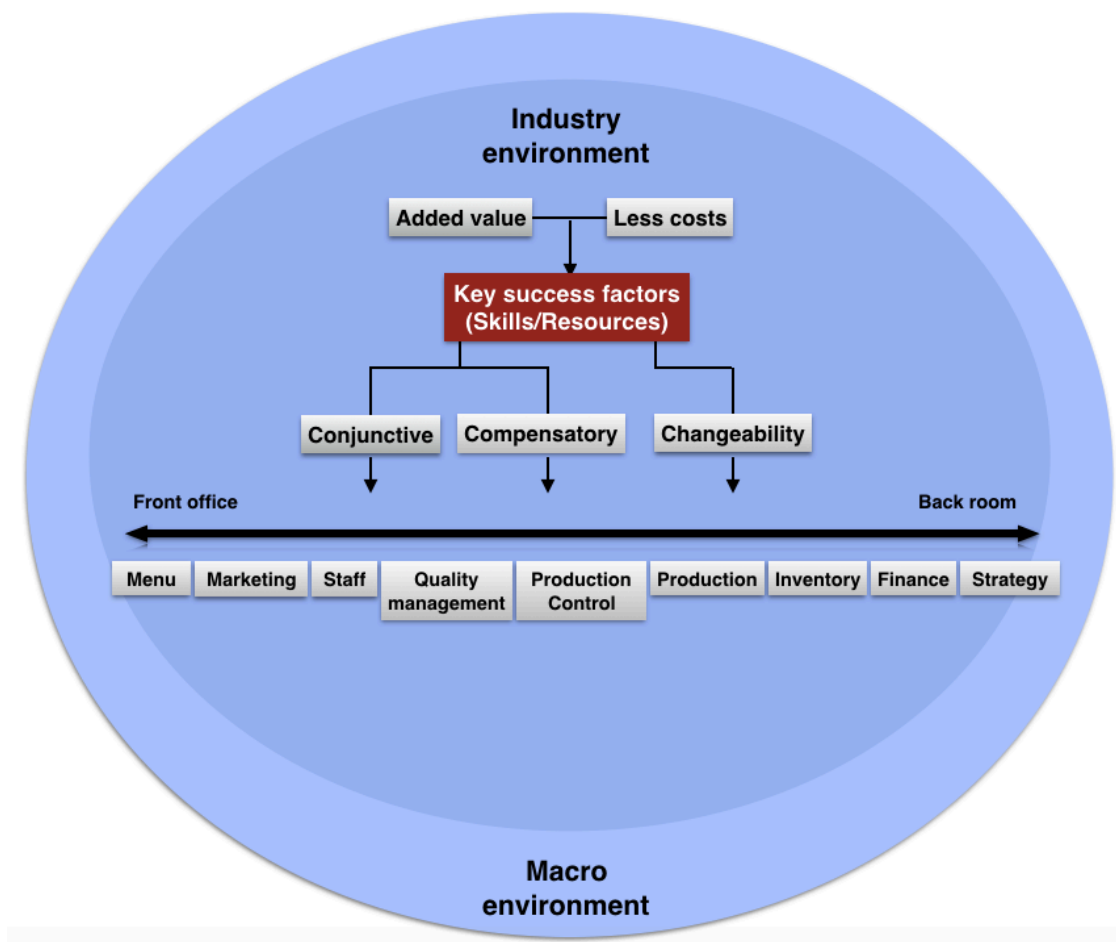 Industry
environment
Added value
Less costs
Key success factors
(Skills/Resources)
Conjunctive
Compensatory
Changeability
Front office
Back room
Menu
Marketing
Staff
Quality
management
Production
Control
Production
Inventory
Finance
Strategy
Macro
environment